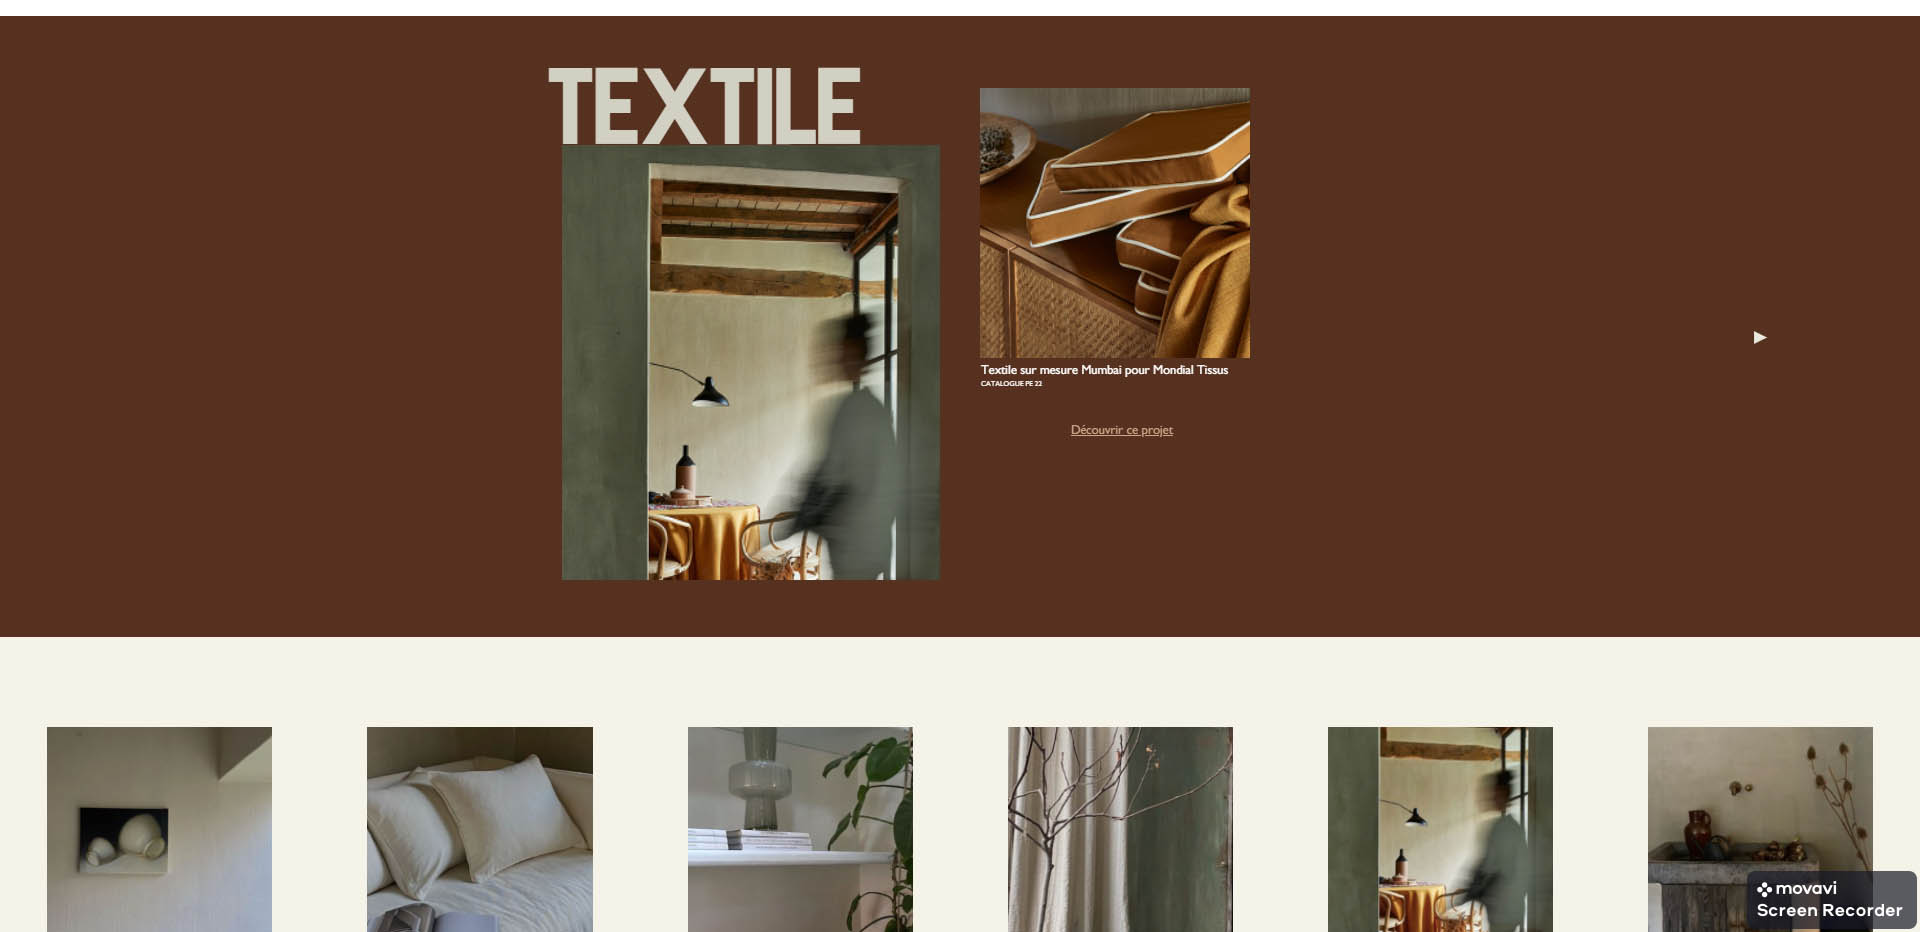 TEXTILE
Textile sur mesure Mumbai pour Mondial Tissus
CATALOGUE PE 22
Découvrir ce projet
movavi
Screen Recorder